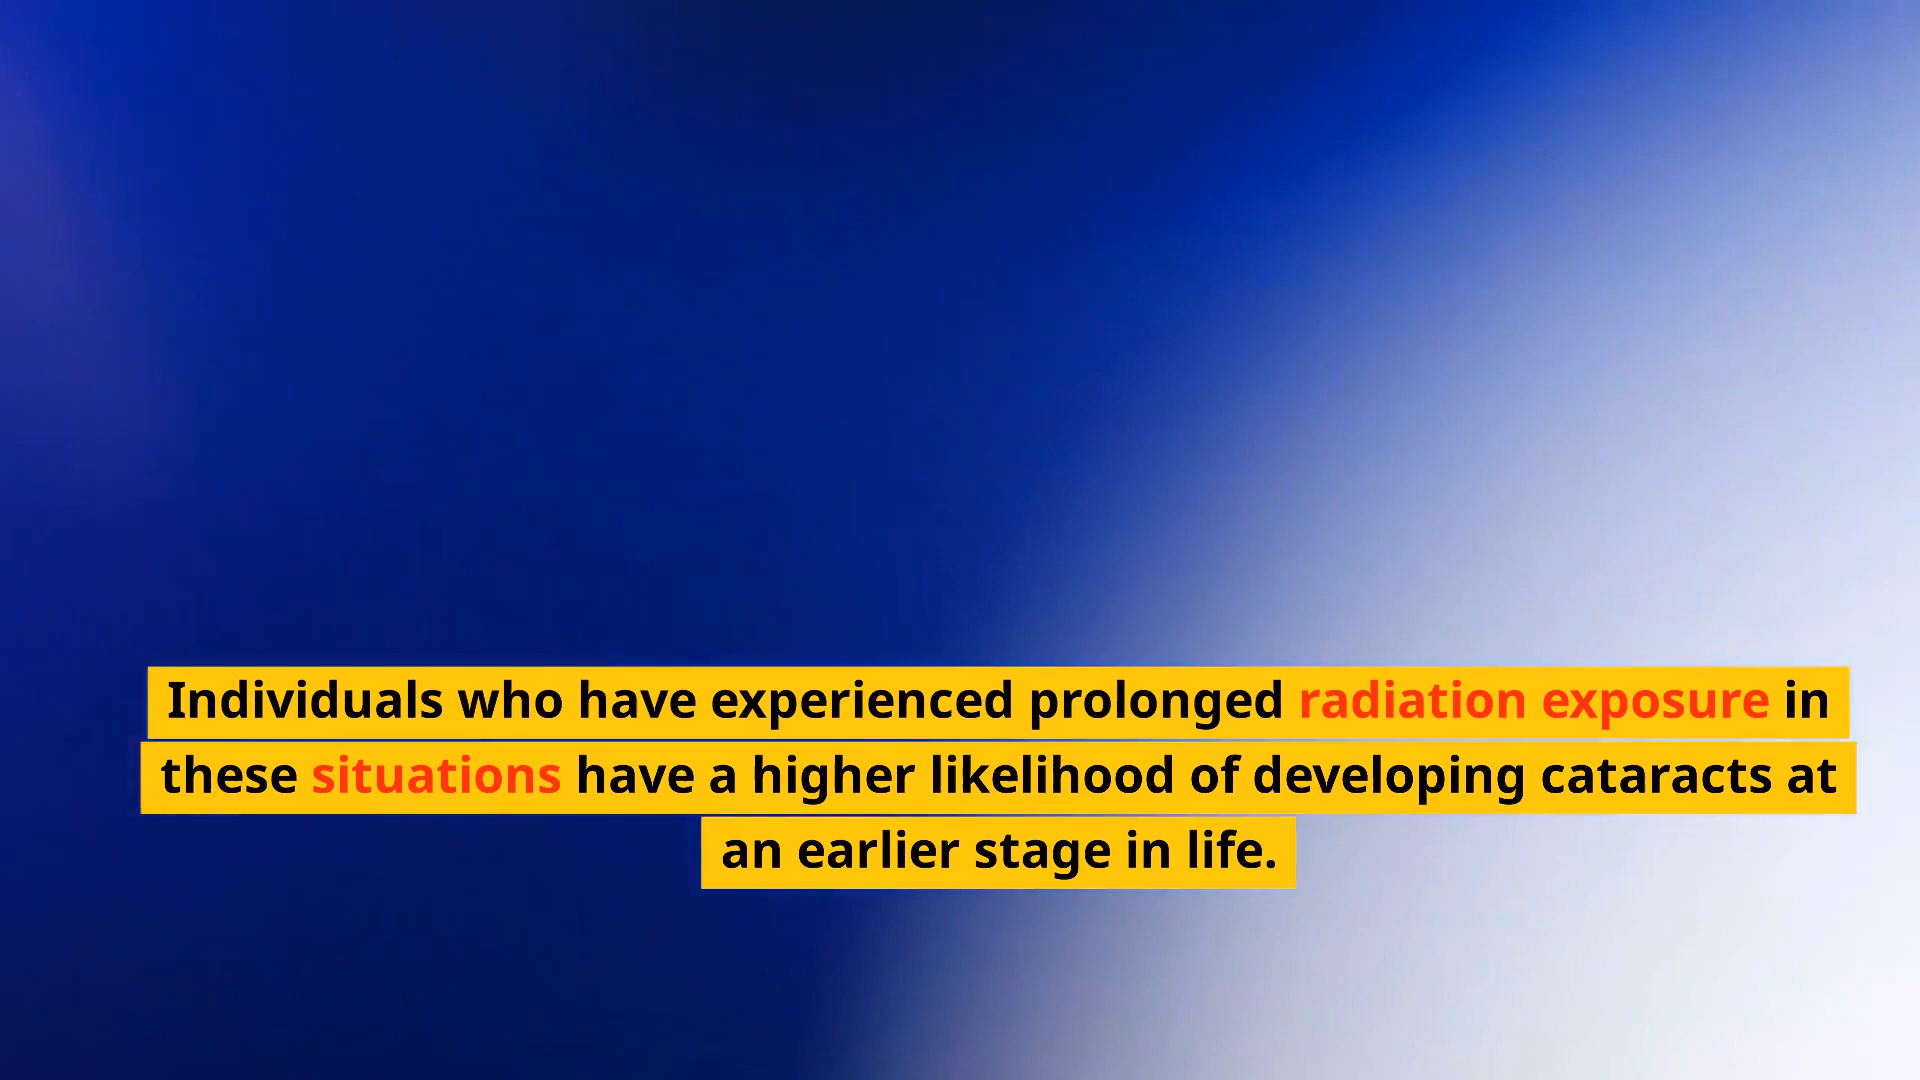 Individuals who have experienced prolonged radiation exposure in
these situations have a higher likelihood of developing cataracts at
an earlier stage in life.